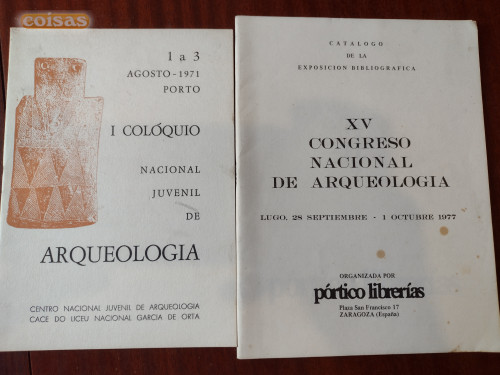 coisas
1 a 3
AGOSTO - 1971
PORTO
I COLÓQUIO
NACIONAL
JUVENIL
DE
ARQUEOLOGIA
CENTRO NACIONAL JUVENIL DE ARQUEOLOGIA
CACE DO LICEU NACIONAL GARCIA DE ORTA
CATALOGO
DE LA
EXPOSICION BIBLIOGRAFICA
XV
CONGRESO
NACIONAL
DE ARQUEOLOGIA
LUGO, 28 SEPTIEMBRE - 1 OCTUBRE 1977
ORGANIZADA POR
pórtico librerías
Plaza San Francisco 17
ZARAGOZA (España)